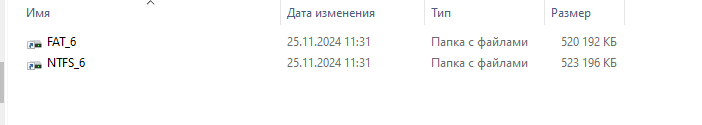 Имя Дата изменения Тип Размер
FAT_6 25.11.2024 11:31 Папка с файлами 520 192 КБ
NTFS_6 25.11.2024 11:31 Папка с файлами 523 196 КБ